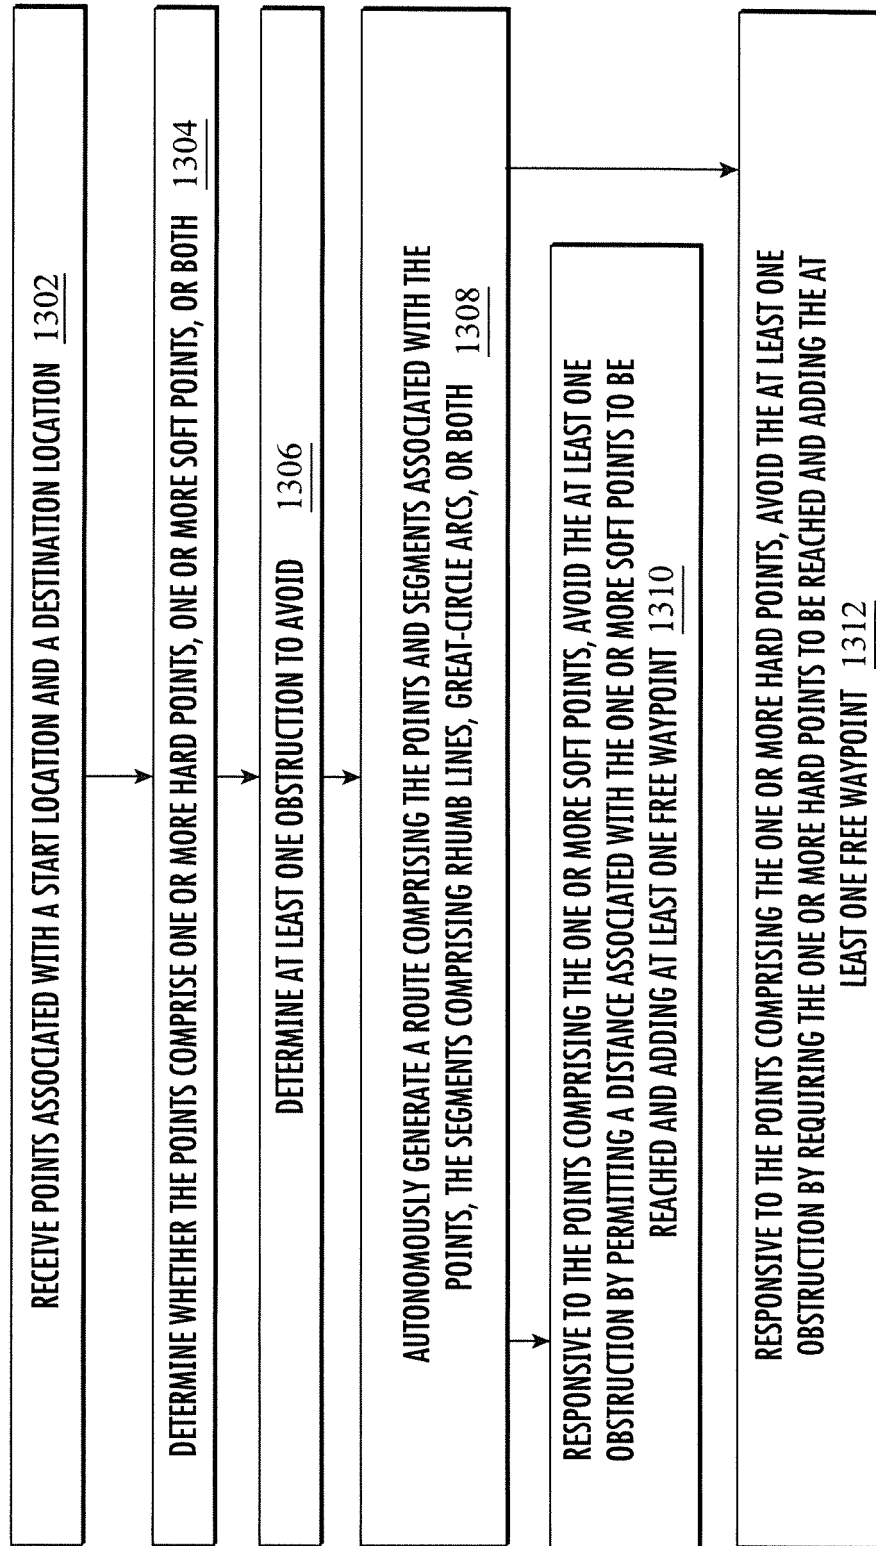 RECEIVE POINTS ASSOCIATED WITH A START LOCATION AND A DESTINATION LOCATION 1302
DETERMINE WHETHER THE POINTS COMPRISE ONE OR MORE HARD POINTS, ONE OR MORE SOFT POINTS, OR BOTH 1304
DETERMINE AT LEAST ONE OBSTRUCTION TO AVOID 1306
AUTONOMOUSLY GENERATE A ROUTE COMPRISING THE POINTS AND SEGMENTS ASSOCIATED WITH THE
POINTS, THE SEGMENTS COMPRISING RHUMB LINES, GREAT-CIRCLE ARCS, OR BOTH 1308
RESPONSIVE TO THE POINTS COMPRISING THE ONE OR MORE SOFT POINTS, AVOID THE AT LEAST ONE
OBSTRUCTION BY PERMITTING A DISTANCE ASSOCIATED WITH THE ONE OR MORE SOFT POINTS TO BE
REACHED AND ADDING AT LEAST ONE FREE WAYPOINT 1310
RESPONSIVE TO THE POINTS COMPRISING THE ONE OR MORE HARD POINTS, AVOID THE AT LEAST ONE
OBSTRUCTION BY REQUIRING THE ONE OR MORE HARD POINTS TO BE REACHED AND ADDING THE AT
LEAST ONE FREE WAYPOINT 1312